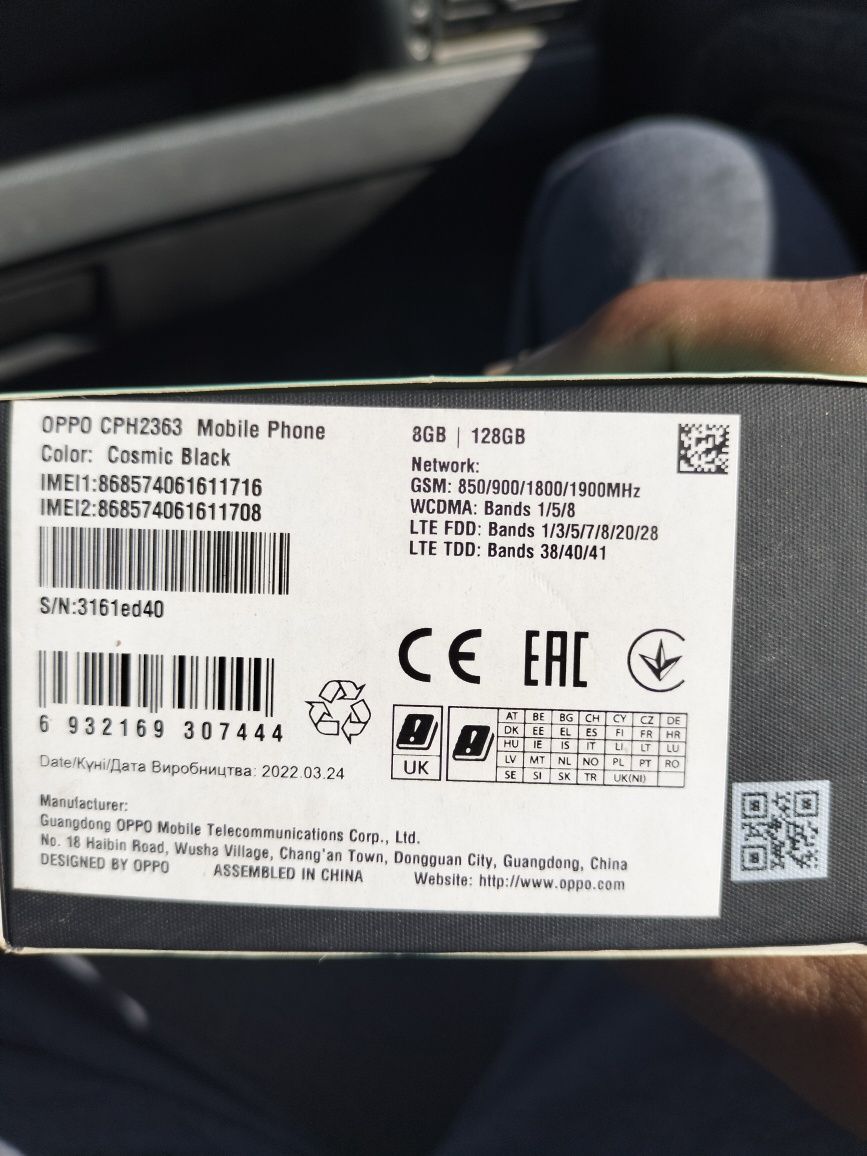 OPPO CPH2363 Mobile Phone
Color: Cosmic Black
IMEI1:868574061611716
IMEI2:868574061611708
S/N:3161ed40
6 932169 307444
Date/Күні/Дата Виробництва: 2022.03.24
8GB | 128GB
Network:
GSM: 850/900/1800/1900MHz
WCDMA: Bands 1/5/8
LTE FDD: Bands 1/3/5/7/8/20/28
LTE TDD: Bands 38/40/41
CE EAC
UK
AT BE BG CH CY CZ DE
DK EE EL ES FI FR HR
HU IE IS IT LI LT LU
LV MT NL NO PL PT RO
SE SI SK TR UK(NI)
Manufacturer:
Guangdong OPPO Mobile Telecommunications Corp., Ltd.
No. 18 Haibin Road, Wusha Village, Chang'an Town, Dongguan City, Guangdong, China
DESIGNED BY OPPO ASSEMBLED IN CHINA Website: http://www.oppo.com